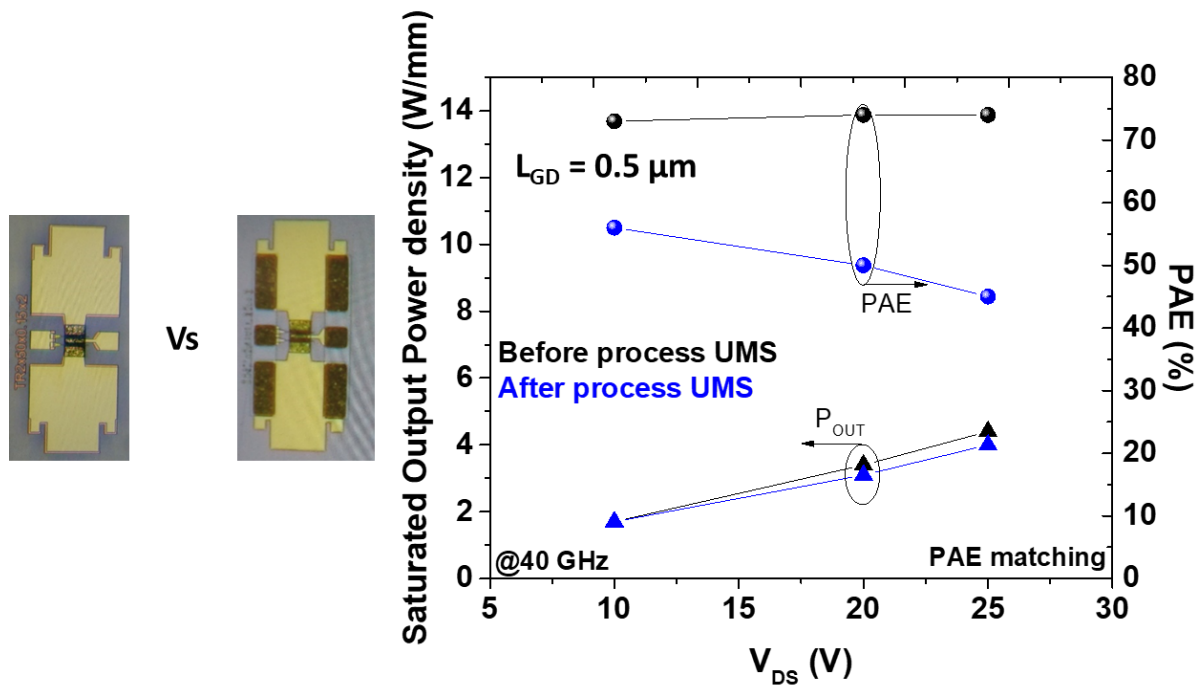 Vs
Saturated Output Power density (W/mm)
14
12
10
8
6
4
2
0
80
70
60
50
40
30
20
10
0
PAE (%)
L_GD = 0.5 µm
PAE
Before process UMS
After process UMS
P_OUT
@40 GHz
PAE matching
5
10
15
20
25
30
V_DS (V)